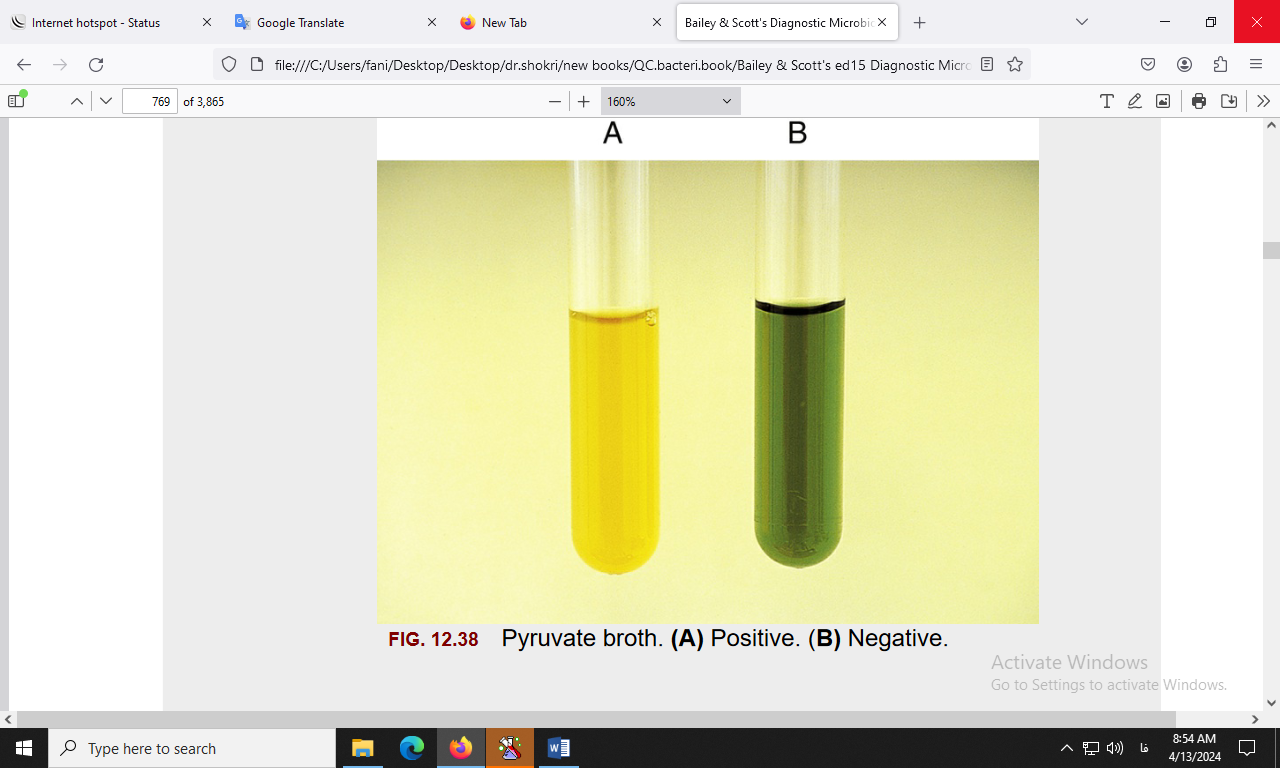 Internet hotspot - Status
Google Translate
New Tab
Bailey & Scott's Diagnostic Microbio
file:///C:/Users/fani/Desktop/Desktop/dr.shokri/new books/QC.bacteri.book/Bailey & Scott's ed15 Diagnostic Micro
769 of 3,865
160%
A B
FIG. 12.38 Pyruvate broth. (A) Positive. (B) Negative.
Activate Windows
Go to Settings to activate Windows.
Type here to search
فا
8:54 AM
4/13/2024